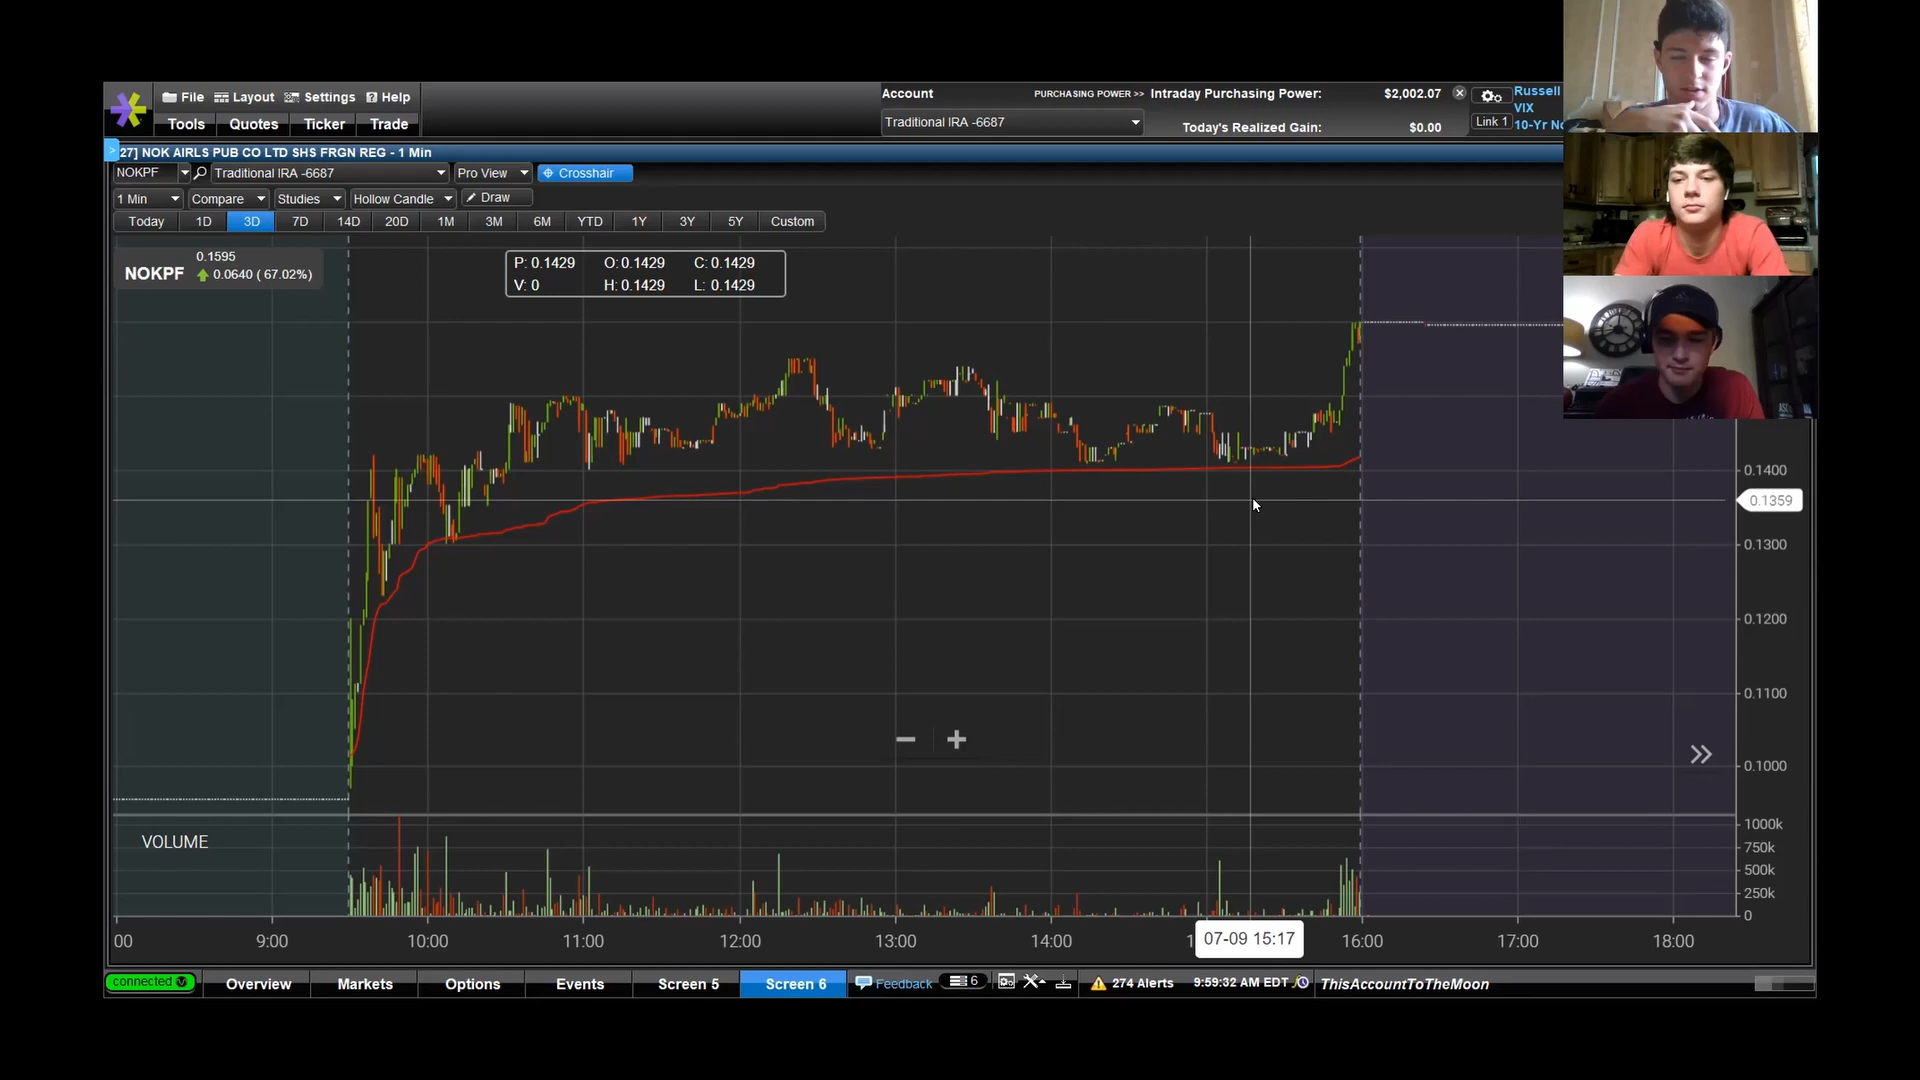 File Layout Settings Help
Tools Quotes Ticker Trade
Account PURCHASING POWER >> Intraday Purchasing Power: $2,002.07
Traditional IRA -6687
Today's Realized Gain: $0.00
Link 1
Russell
VIX
10-Yr No
27] NOK AIRLS PUB CO LTD SHS FRGN REG - 1 Min
NOKPF Traditional IRA -6687 Pro View Crosshair
1 Min Compare Studies Hollow Candle Draw
Today 1D 3D 7D 14D 20D 1M 3M 6M YTD 1Y 3Y 5Y Custom
NOKPF 0.1595
0.0640 ( 67.02%)
P: 0.1429 O: 0.1429 C: 0.1429
V: 0 H: 0.1429 L: 0.1429
0.1400
0.1359
0.1300
0.1200
0.1100
0.1000
VOLUME
1000k
750k
500k
250k
0
00 9:00 10:00 11:00 12:00 13:00 14:00 1 07-09 15:17 16:00 17:00 18:00
connected Overview Markets Options Events Screen 5 Screen 6 Feedback 6 274 Alerts 9:59:32 AM EDT ThisAccountToTheMoon